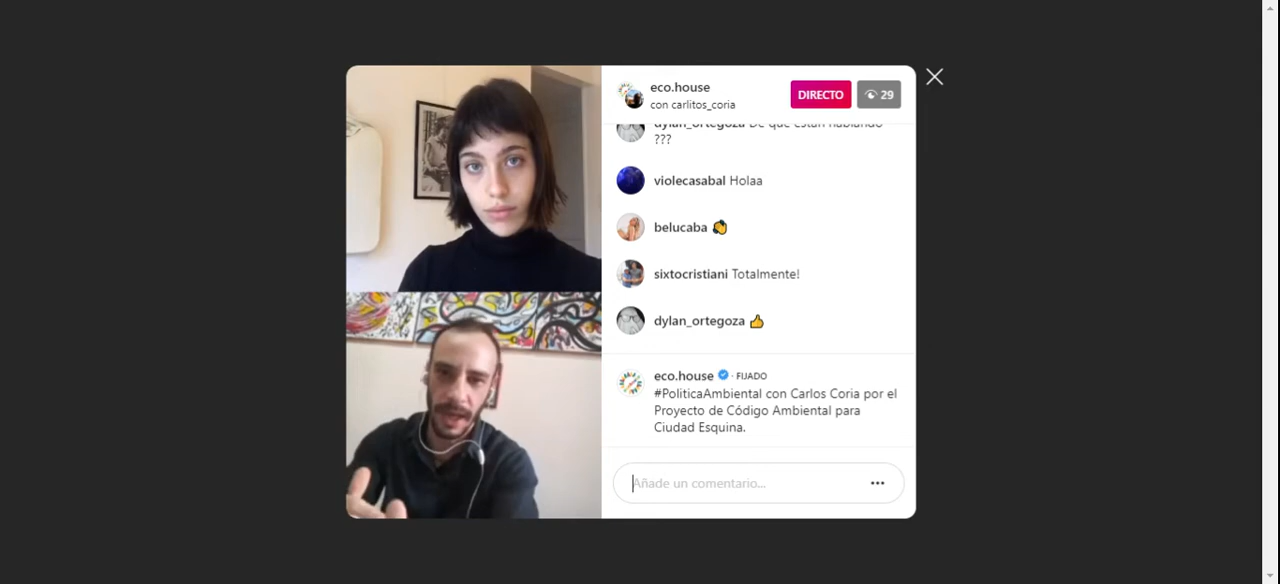 eco.house
con carlitos_coria
DIRECTO
29
dylan_ortegoza De que están hablando
???
violecasabal Holaa
belucaba 👏
sixtocristiani Totalmente!
dylan_ortegoza 👍
eco.house · FIJADO
#PoliticaAmbiental con Carlos Coria por el
Proyecto de Código Ambiental para
Ciudad Esquina.
Añade un comentario...